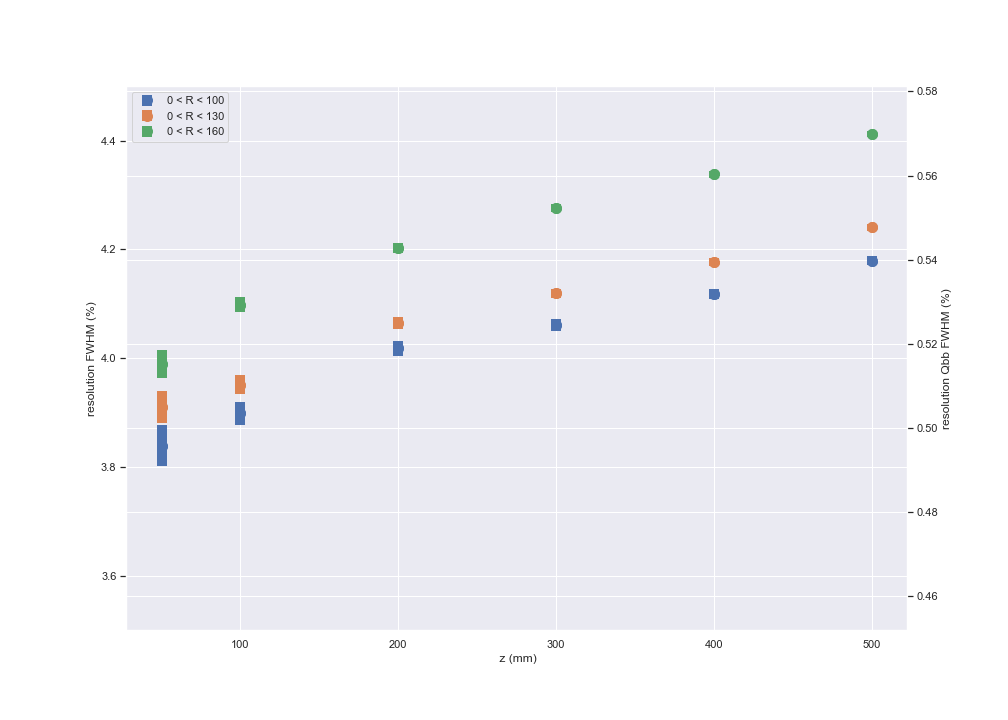 0 < R < 100
0 < R < 130
0 < R < 160
4.4
4.2
4.0
3.8
3.6
resolution FWHM (%)
0.58
0.56
0.54
0.52
0.50
0.48
0.46
resolution Qbb FWHM (%)
100
200
300
400
500
z (mm)